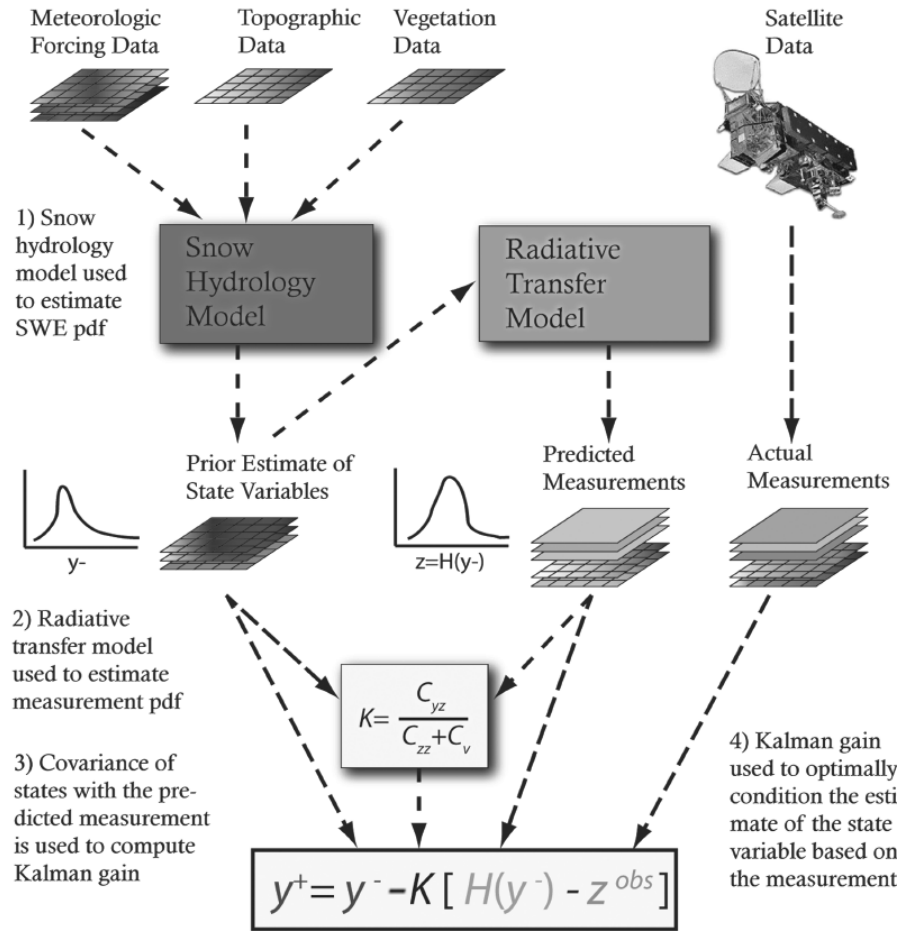 Meteorologic
Forcing Data
Topographic
Data
Vegetation
Data
Satellite
Data
1) Snow
hydrology
model used
to estimate
SWE pdf
Snow
Hydrology
Model
Radiative
Transfer
Model
Prior Estimate of
State Variables
Predicted
Measurements
Actual
Measurements
y-
z=H(y-)
2) Radiative
transfer model
used to estimate
measurement pdf
K= C_yz / C_zz+C_v
3) Covariance of
states with the pre-
dicted measurement
is used to compute
Kalman gain
4) Kalman gain
used to optimally
condition the esti
mate of the state
variable based on
the measurement
y⁺= y⁻ -K[ H(y⁻) - z^obs ]